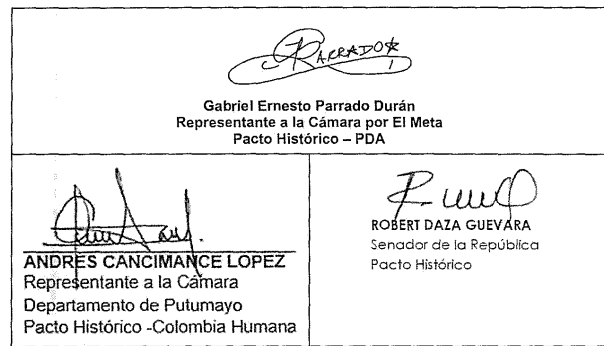 PARRADO
Gabriel Ernesto Parrado Durán
Representante a la Cámara por El Meta
Pacto Histórico – PDA
ANDRES CANCIMANCE LOPEZ
Representante a la Cámara
Departamento de Putumayo
Pacto Histórico -Colombia Humana
ROBERT DAZA GUEVARA
Senador de la República
Pacto Histórico